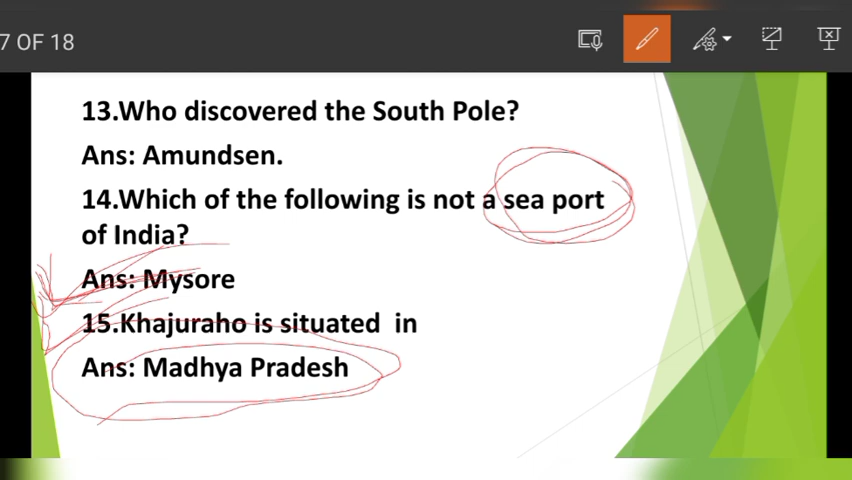 7 OF 18
13.Who discovered the South Pole?
Ans: Amundsen.
14.Which of the following is not a sea port
of India?
Ans: Mysore
15.Khajuraho is situated  in
Ans: Madhya Pradesh